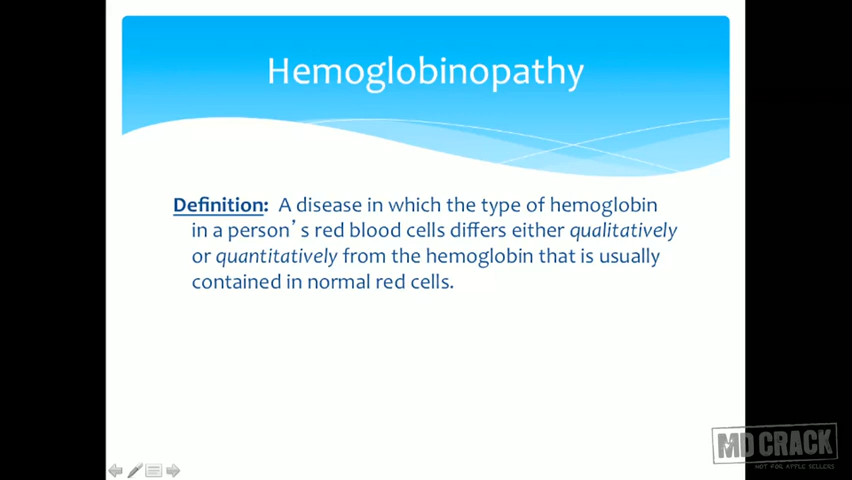 Hemoglobinopathy
Definition: A disease in which the type of hemoglobin
in a person's red blood cells differs either qualitatively
or quantitatively from the hemoglobin that is usually
contained in normal red cells.
MD CRACK
NOT FOR APPLE SELLERS